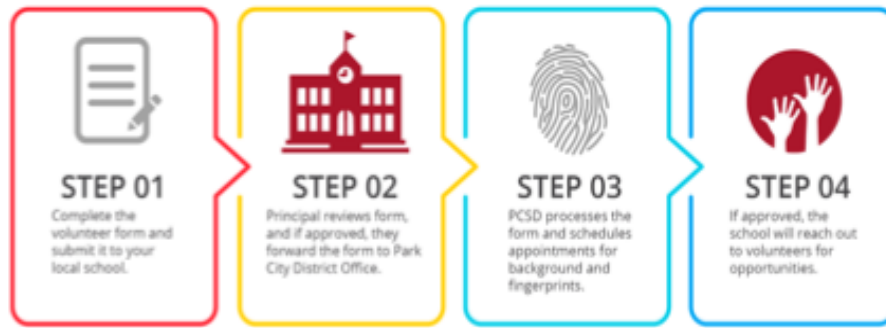 STEP 01
Complete the
volunteer form and
submit it to your
local school.
STEP 02
Principal reviews form,
and if approved, they
forward the form to Park
City District Office.
STEP 03
PCSD processes the
form and schedules
appointments for
background and
fingerprints.
STEP 04
If approved, the
school will reach out
to volunteers for
opportunities.